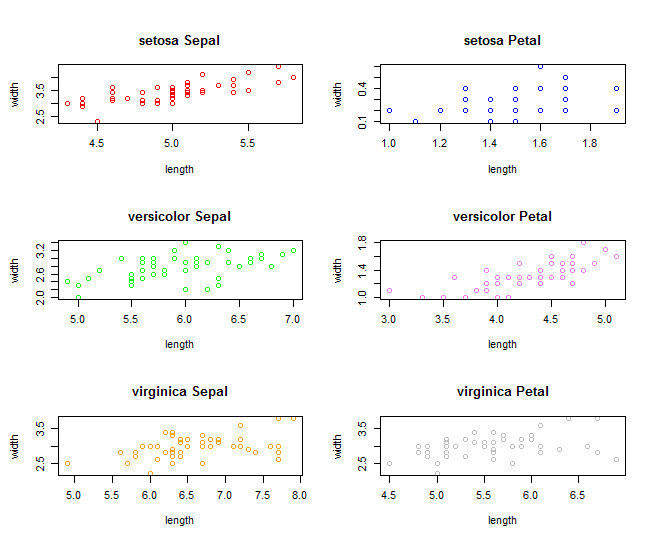 setosa Sepal
width
2.5 3.5
4.5 5.0 5.5
length
setosa Petal
width
0.1 0.4
1.0 1.2 1.4 1.6 1.8
length
versicolor Sepal
width
2.0 2.6 3.2
5.0 5.5 6.0 6.5 7.0
length
versicolor Petal
width
1.0 1.4 1.8
3.0 3.5 4.0 4.5 5.0
length
virginica Sepal
width
2.5 3.5
5.0 5.5 6.0 6.5 7.0 7.5 8.0
length
virginica Petal
width
2.5 3.5
4.5 5.0 5.5 6.0 6.5
length